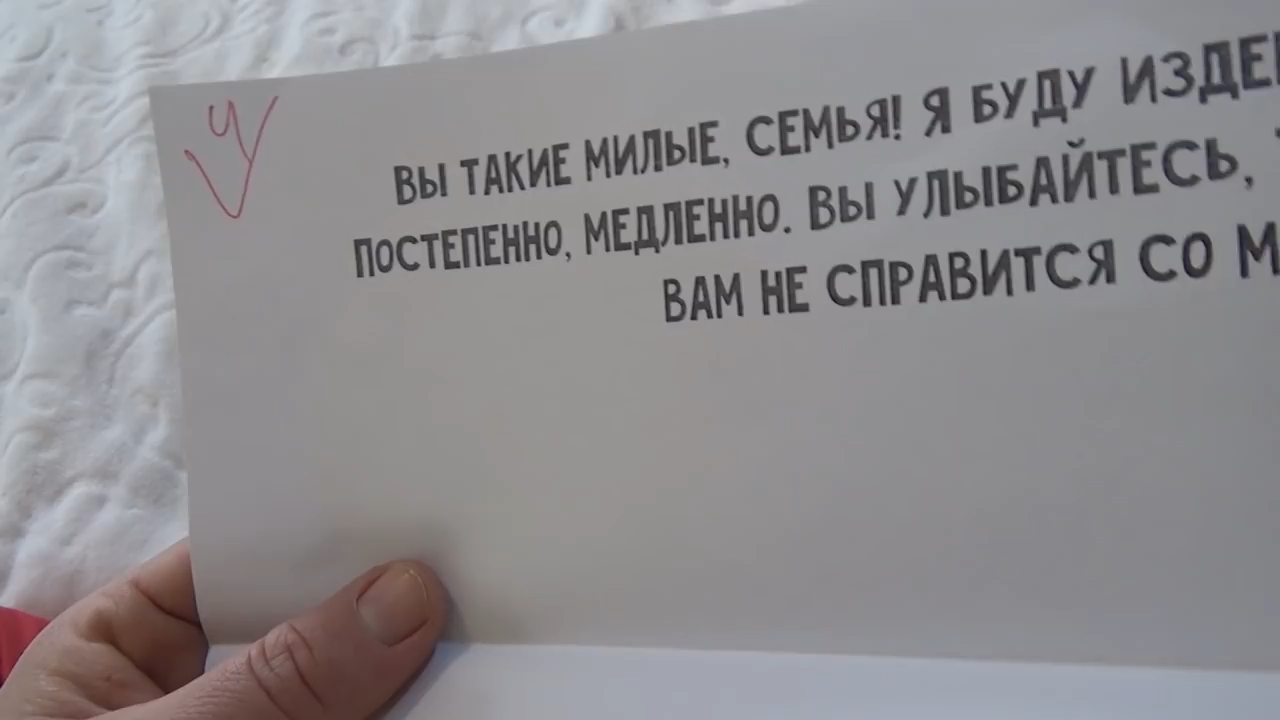 ВЫ ТАКИЕ МИЛЫЕ, СЕМЬЯ! Я БУДУ
ПОСТЕПЕННО, МЕДЛЕННО. ВЫ УЛЫБАЙТЕСЬ,
ВАМ НЕ СПРАВИТСЯ СО